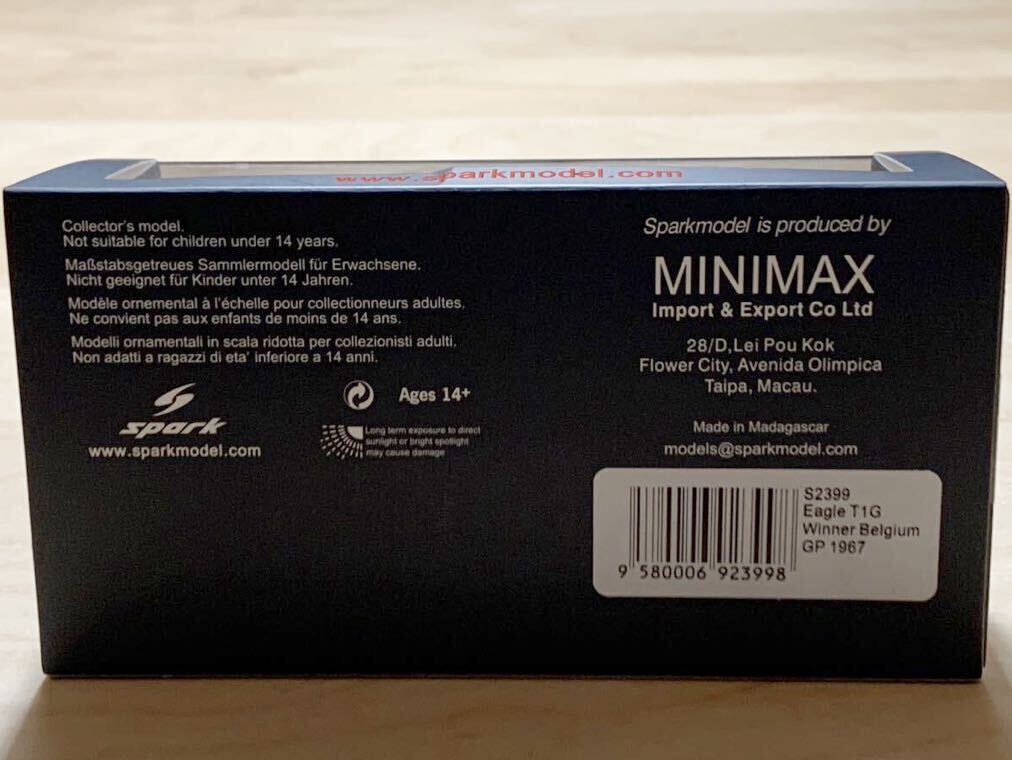 www.sparkmodel.com
Collector's model.
Not suitable for children under 14 years.
Maßstabsgetreues Sammlermodell für Erwachsene.
Nicht geeignet für Kinder unter 14 Jahren.
Modèle ornemental à l'échelle pour collectionneurs adultes.
Ne convient pas aux enfants de moins de 14 ans.
Modelli ornamentali in scala ridotta per collezionisti adulti.
Non adatti a ragazzi di eta' inferiore a 14 anni.
spark
www.sparkmodel.com
Ages 14+
Long term exposure to direct
sunlight or bright spotlight
may cause damage
Sparkmodel is produced by
MINIMAX
Import & Export Co Ltd
28/D,Lei Pou Kok
Flower City, Avenida Olimpica
Taipa, Macau.
Made in Madagascar
models@sparkmodel.com
S2399
Eagle T1G
Winner Belgium
GP 1967
9 580006 923998